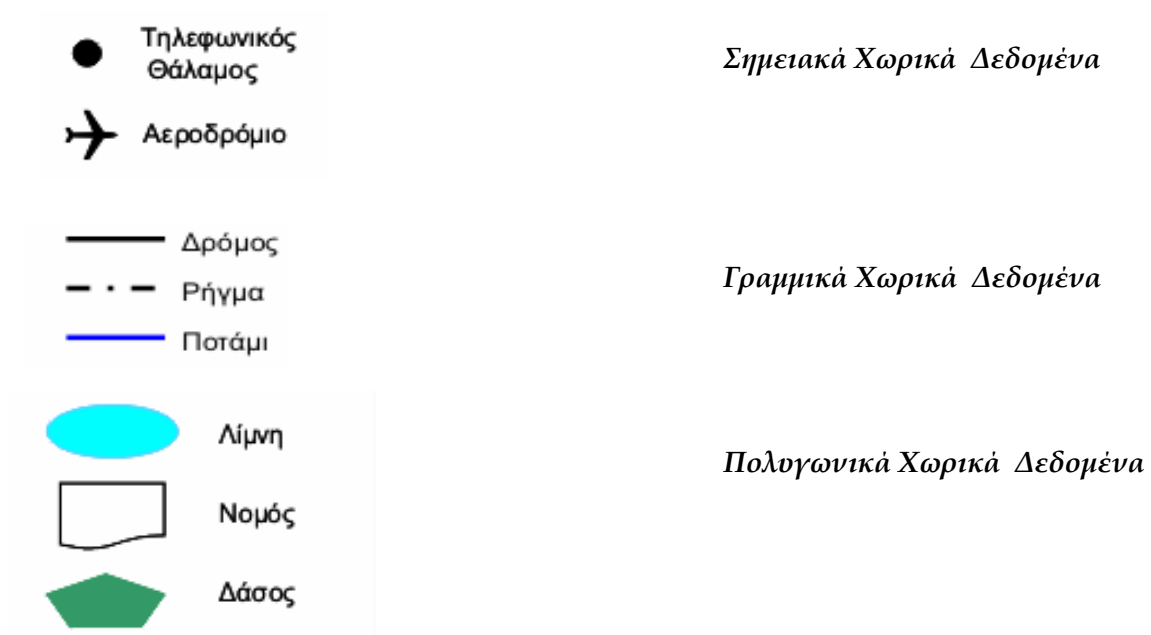 Τηλεφωνικός
Θάλαμος
Σημειακά Χωρικά Δεδομένα
Αεροδρόμιο
Δρόμος
Γραμμικά Χωρικά Δεδομένα
Ρήγμα
Ποτάμι
Λίμνη
Πολυγωνικά Χωρικά Δεδομένα
Νομός
Δάσος